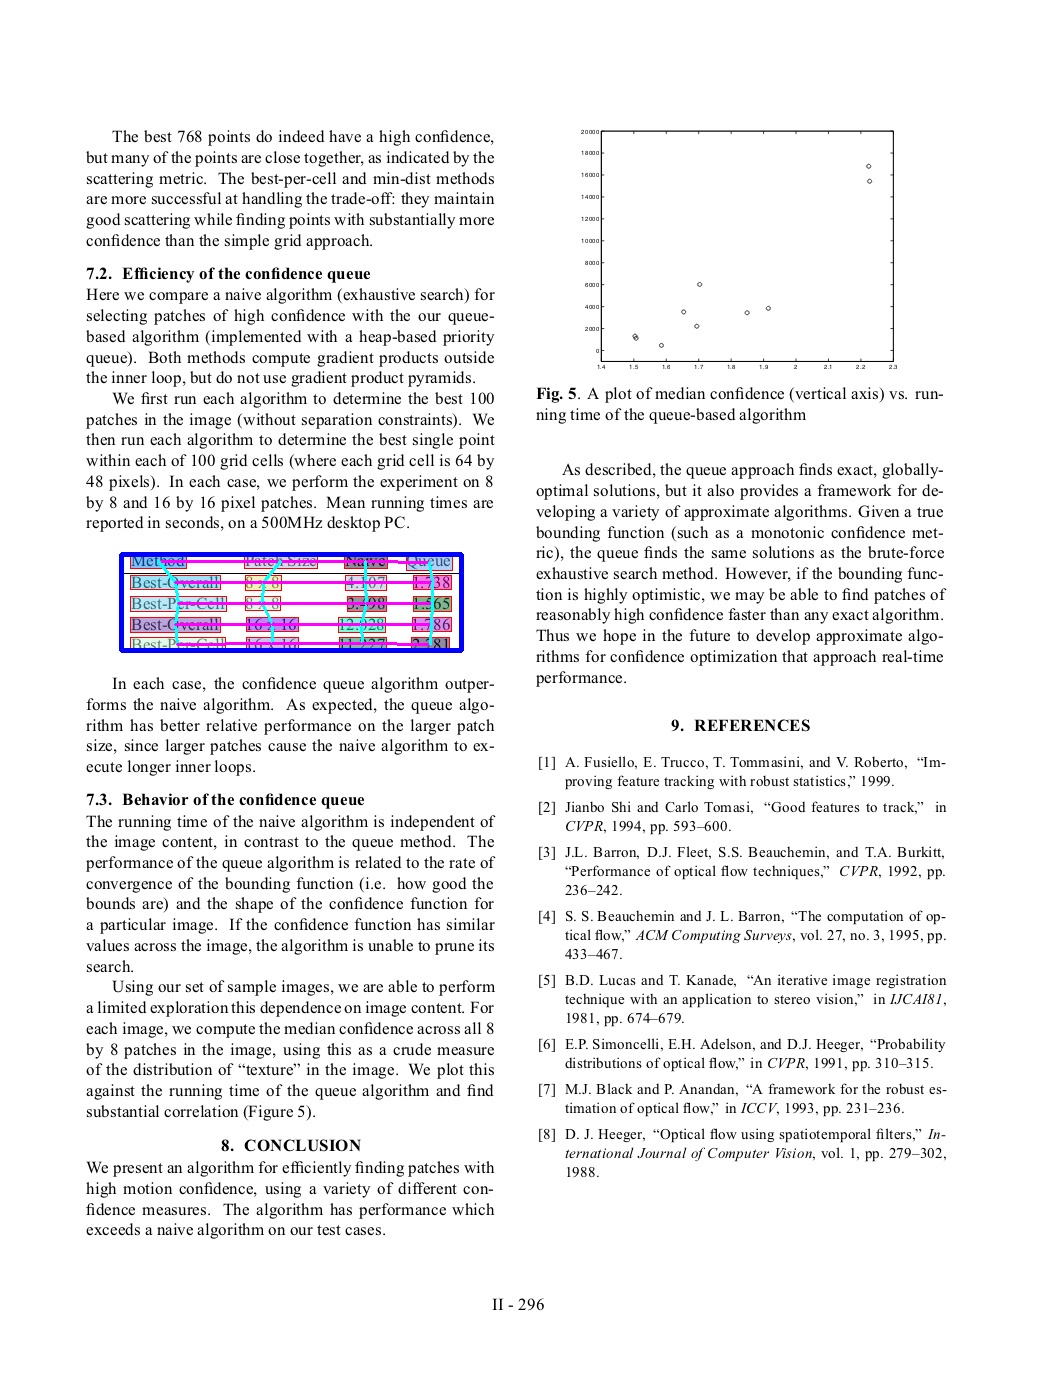 The best 768 points do indeed have a high confidence,
but many of the points are close together, as indicated by the
scattering metric. The best-per-cell and min-dist methods
are more successful at handling the trade-off: they maintain
good scattering while finding points with substantially more
confidence than the simple grid approach.
7.2. Efficiency of the confidence queue
Here we compare a naive algorithm (exhaustive search) for
selecting patches of high confidence with the our queue-
based algorithm (implemented with a heap-based priority
queue). Both methods compute gradient products outside
the inner loop, but do not use gradient product pyramids.
We first run each algorithm to determine the best 100
patches in the image (without separation constraints). We
then run each algorithm to determine the best single point
within each of 100 grid cells (where each grid cell is 64 by
48 pixels). In each case, we perform the experiment on 8
by 8 and 16 by 16 pixel patches. Mean running times are
reported in seconds, on a 500MHz desktop PC.
Method Patch Size Naive Queue
Best-Overall 8 x 8 4.107 1.738
Best-Per-Cell 8 x 8 3.498 1.565
Best-Overall 16 x 16 12.928 1.786
Best-Per-Cell 16 x 16
In each case, the confidence queue algorithm outper-
forms the naive algorithm. As expected, the queue algo-
rithm has better relative performance on the larger patch
size, since larger patches cause the naive algorithm to ex-
ecute longer inner loops.
7.3. Behavior of the confidence queue
The running time of the naive algorithm is independent of
the image content, in contrast to the queue method. The
performance of the queue algorithm is related to the rate of
convergence of the bounding function (i.e. how good the
bounds are) and the shape of the confidence function for
a particular image. If the confidence function has similar
values across the image, the algorithm is unable to prune its
search.
Using our set of sample images, we are able to perform
a limited exploration this dependence on image content. For
each image, we compute the median confidence across all 8
by 8 patches in the image, using this as a crude measure
of the distribution of “texture” in the image. We plot this
against the running time of the queue algorithm and find
substantial correlation (Figure 5).
8. CONCLUSION
We present an algorithm for efficiently finding patches with
high motion confidence, using a variety of different con-
fidence measures. The algorithm has performance which
exceeds a naive algorithm on our test cases.
20000
18000
16000
14000
12000
10000
8000
6000
4000
2000
0
1.4 1.5 1.6 1.7 1.8 1.9 2 2.1 2.2 2.3
Fig. 5. A plot of median confidence (vertical axis) vs. run-
ning time of the queue-based algorithm
As described, the queue approach finds exact, globally-
optimal solutions, but it also provides a framework for de-
veloping a variety of approximate algorithms. Given a true
bounding function (such as a monotonic confidence met-
ric), the queue finds the same solutions as the brute-force
exhaustive search method. However, if the bounding func-
tion is highly optimistic, we may be able to find patches of
reasonably high confidence faster than any exact algorithm.
Thus we hope in the future to develop approximate algo-
rithms for confidence optimization that approach real-time
performance.
9. REFERENCES
[1] A. Fusiello, E. Trucco, T. Tommasini, and V. Roberto, “Im-
proving feature tracking with robust statistics,” 1999.
[2] Jianbo Shi and Carlo Tomasi, “Good features to track,” in
CVPR, 1994, pp. 593–600.
[3] J.L. Barron, D.J. Fleet, S.S. Beauchemin, and T.A. Burkitt,
“Performance of optical flow techniques,” CVPR, 1992, pp.
236–242.
[4] S. S. Beauchemin and J. L. Barron, “The computation of op-
tical flow,” ACM Computing Surveys, vol. 27, no. 3, 1995, pp.
433–467.
[5] B.D. Lucas and T. Kanade, “An iterative image registration
technique with an application to stereo vision,” in IJCAI81,
1981, pp. 674–679.
[6] E.P. Simoncelli, E.H. Adelson, and D.J. Heeger, “Probability
distributions of optical flow,” in CVPR, 1991, pp. 310–315.
[7] M.J. Black and P. Anandan, “A framework for the robust es-
timation of optical flow,” in ICCV, 1993, pp. 231–236.
[8] D. J. Heeger, “Optical flow using spatiotemporal filters,” In-
ternational Journal of Computer Vision, vol. 1, pp. 279–302,
1988.
II - 296